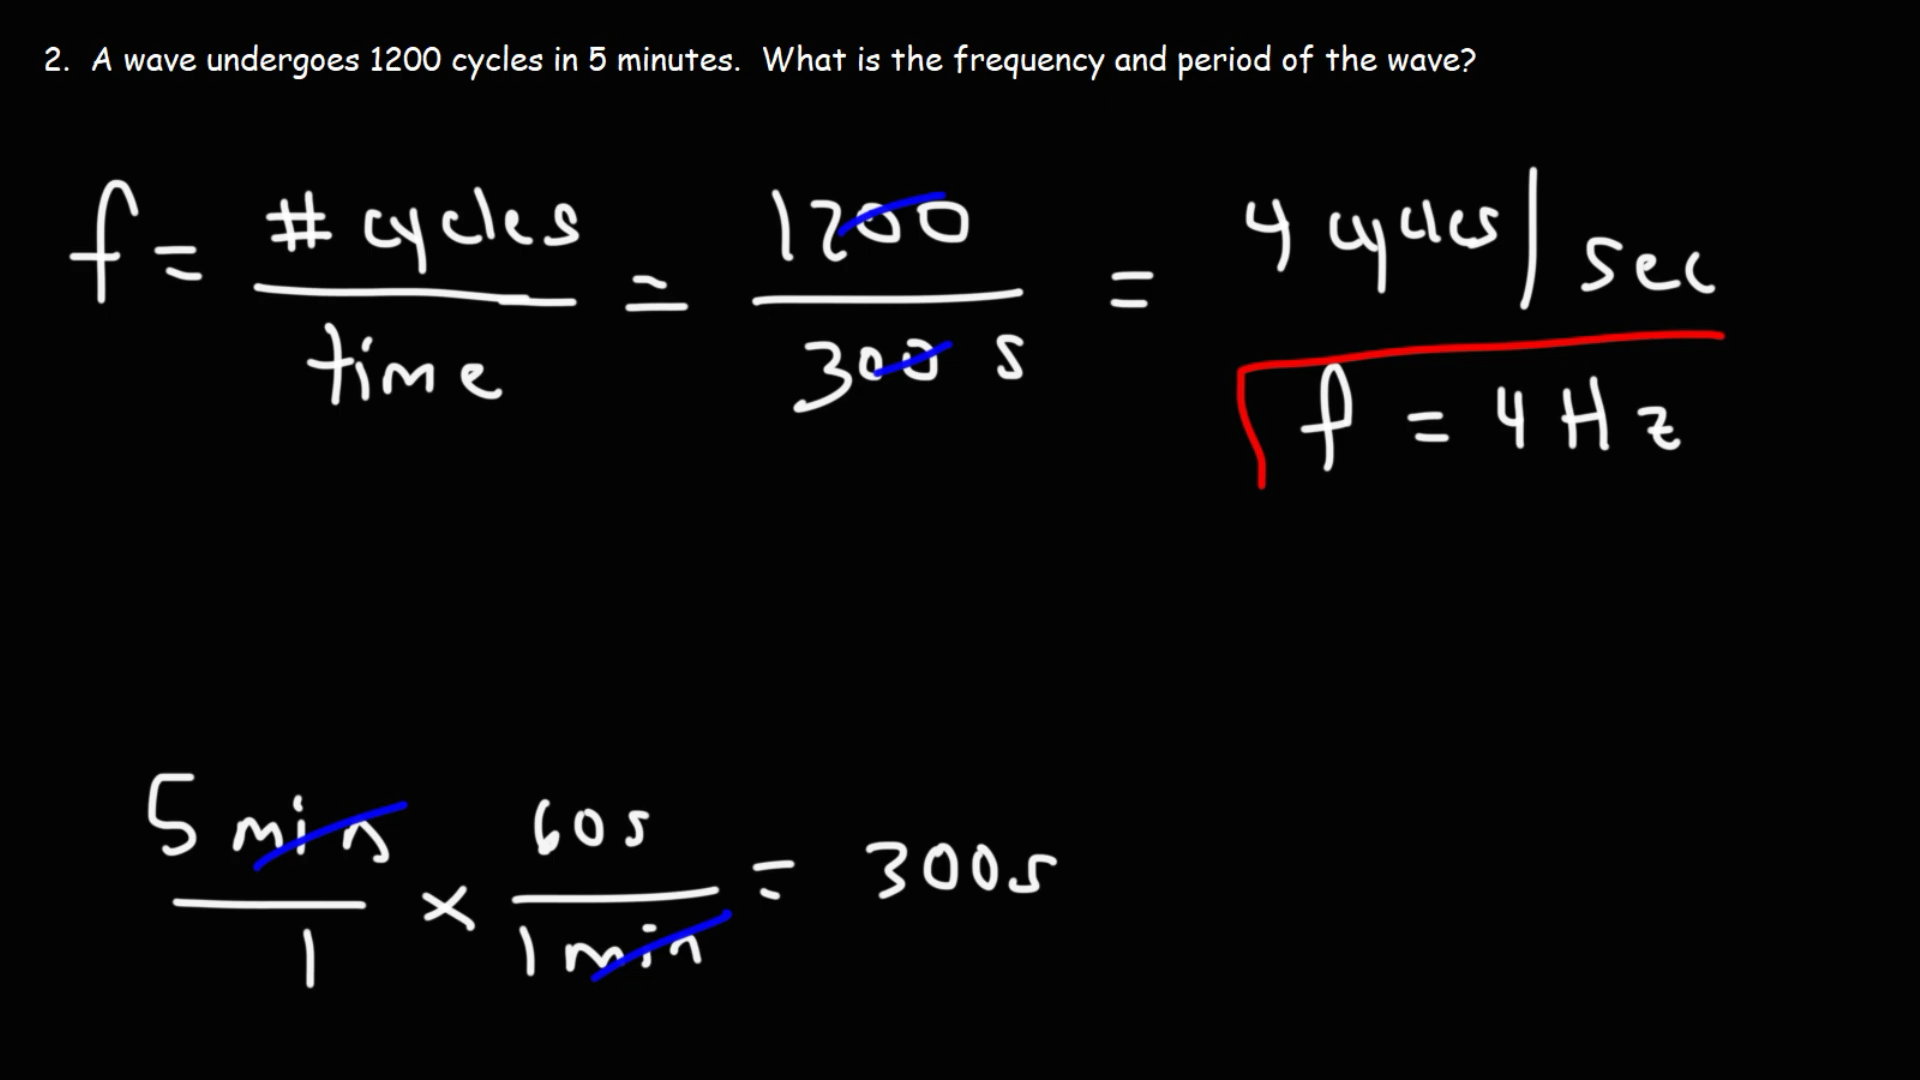 2. A wave undergoes 1200 cycles in 5 minutes. What is the frequency and period of the wave?
f = # cycles / time = 1200 / 300 s = 4 cycles/sec
f = 4 Hz
5 min / 1 × 60 s / 1 min = 300 s